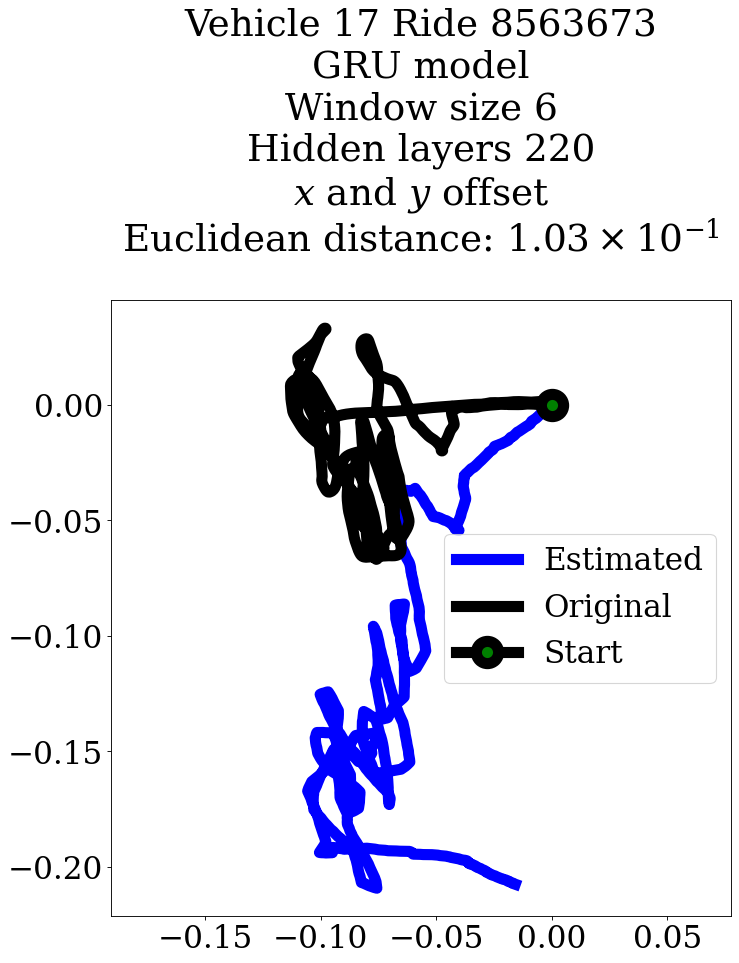 Vehicle 17 Ride 8563673
GRU model
Window size 6
Hidden layers 220
x and y offset
Euclidean distance: 1.03 × 10⁻¹
0.00
−0.05
−0.10
−0.15
−0.20
Estimated
Original
Start
−0.15 −0.10 −0.05 0.00 0.05